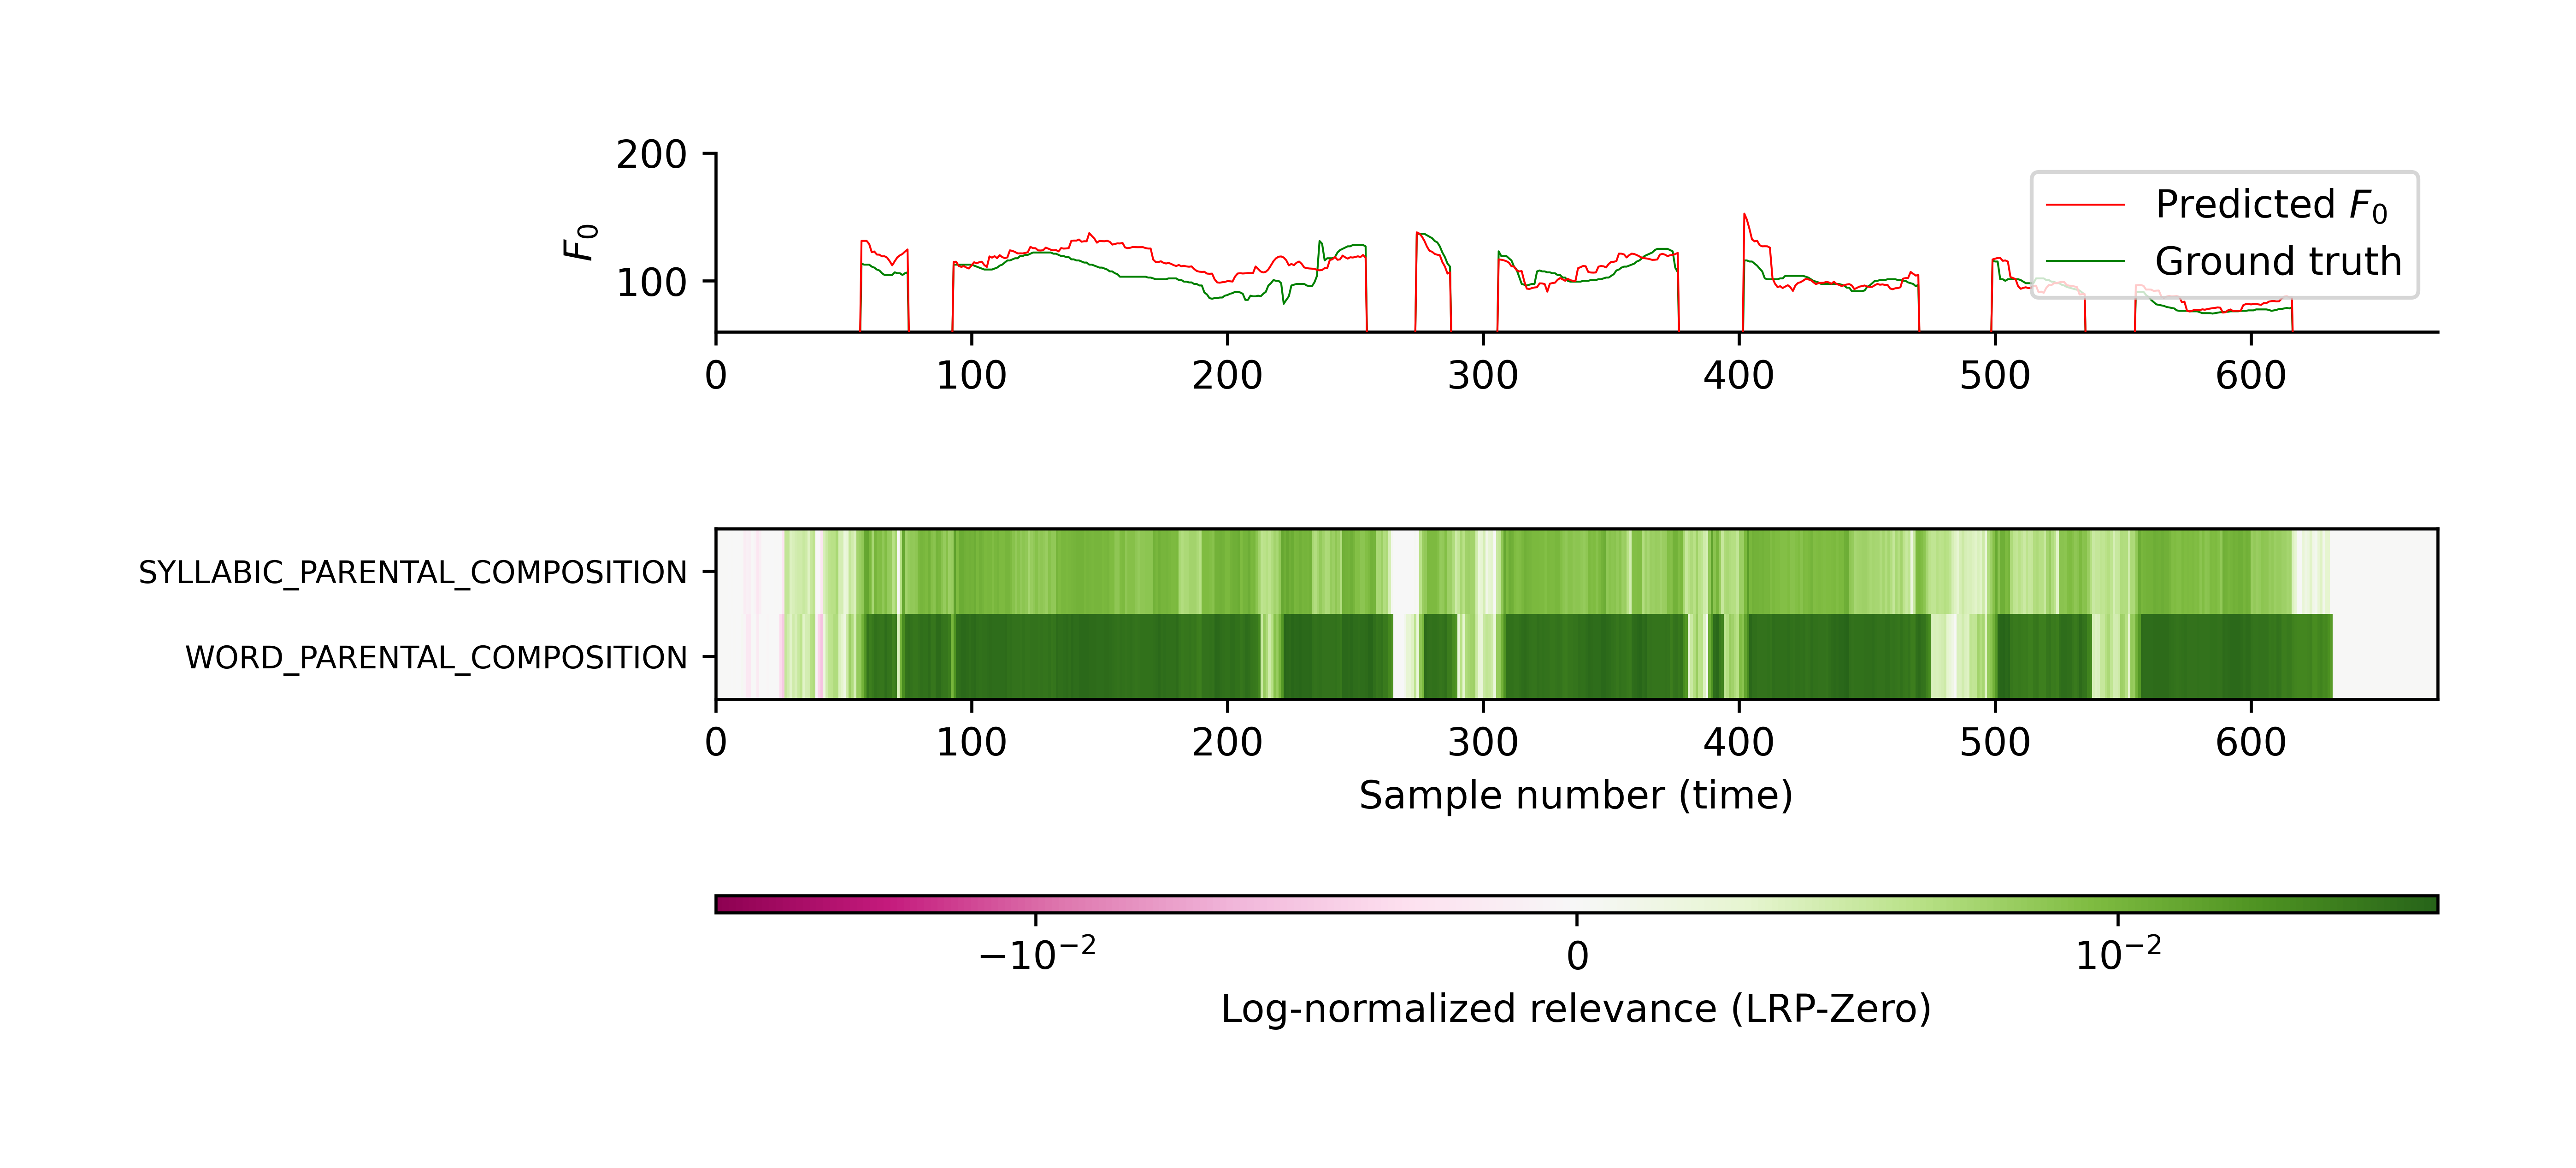 200
100
F₀
Predicted F₀
Ground truth
0 100 200 300 400 500 600
SYLLABIC_PARENTAL_COMPOSITION
WORD_PARENTAL_COMPOSITION
0 100 200 300 400 500 600
Sample number (time)
−10⁻² 0 10⁻²
Log-normalized relevance (LRP-Zero)